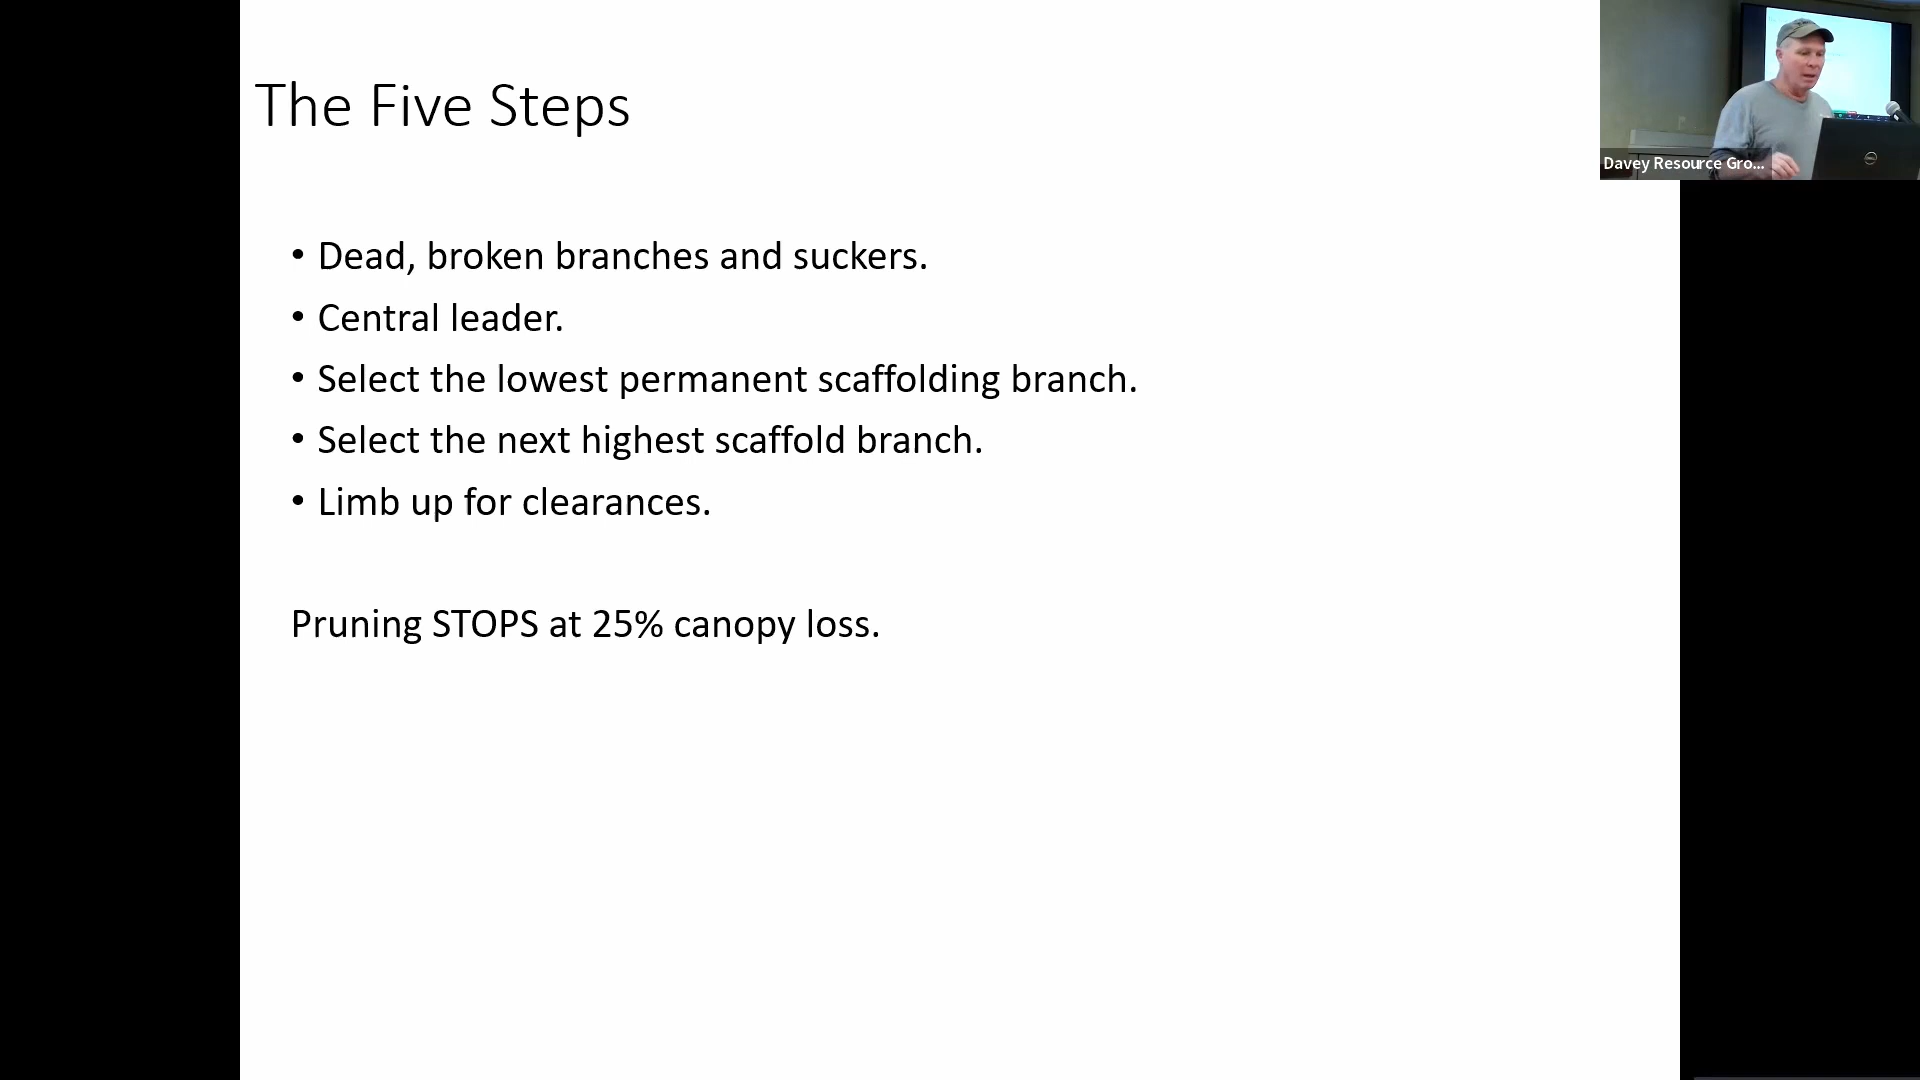 The Five Steps
• Dead, broken branches and suckers.
• Central leader.
• Select the lowest permanent scaffolding branch.
• Select the next highest scaffold branch.
• Limb up for clearances.
Pruning STOPS at 25% canopy loss.
Davey Resource Gro...
DELL